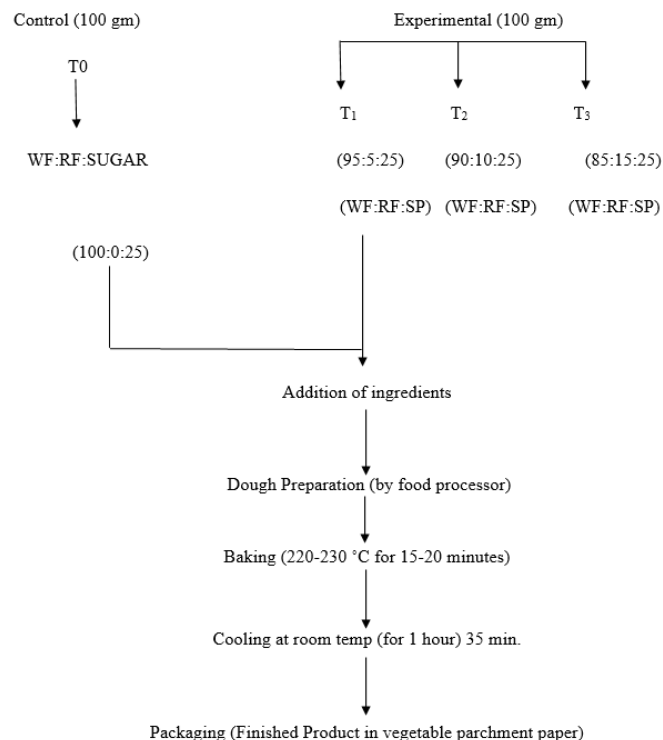 Control (100 gm) Experimental (100 gm)
T0
T₁ T₂ T₃
WF:RF:SUGAR (95:5:25) (90:10:25) (85:15:25)
(WF:RF:SP) (WF:RF:SP) (WF:RF:SP)
(100:0:25)
Addition of ingredients
Dough Preparation (by food processor)
Baking (220-230 ˚C for 15-20 minutes)
Cooling at room temp (for 1 hour) 35 min.
Packaging (Finished Product in vegetable parchment paper)